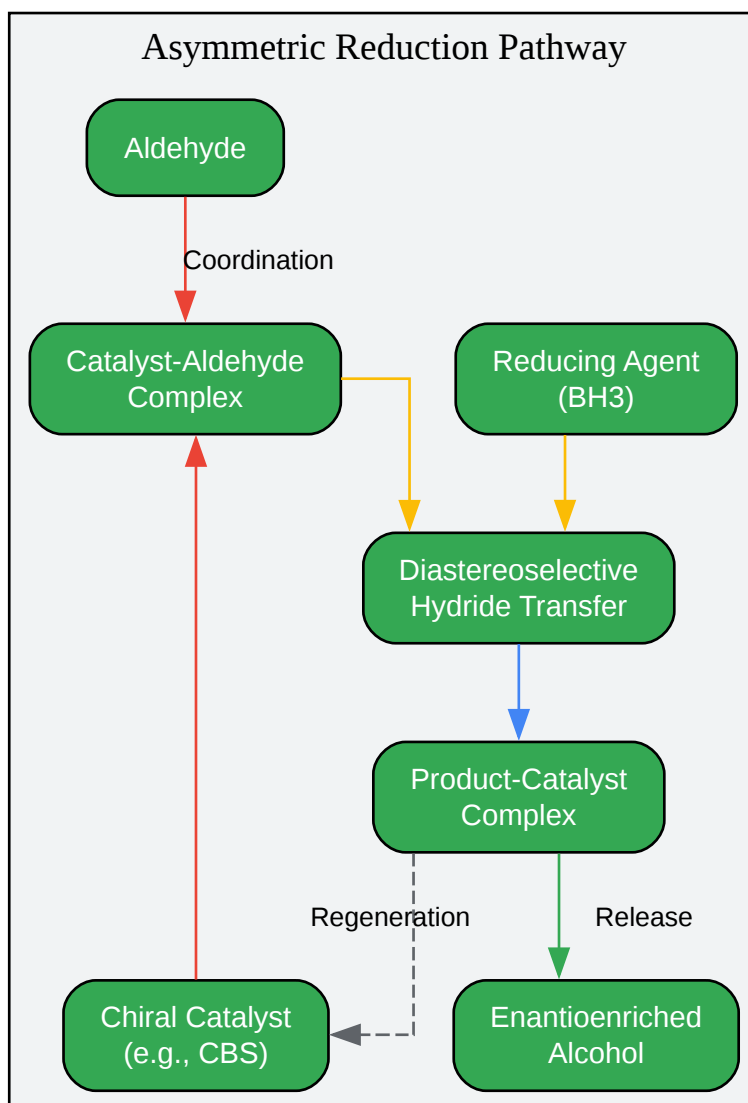 Asymmetric Reduction Pathway
Aldehyde
Coordination
Catalyst-Aldehyde
Complex
Reducing Agent
(BH3)
Diastereoselective
Hydride Transfer
Product-Catalyst
Complex
Regeneration
Release
Chiral Catalyst
(e.g., CBS)
Enantioenriched
Alcohol